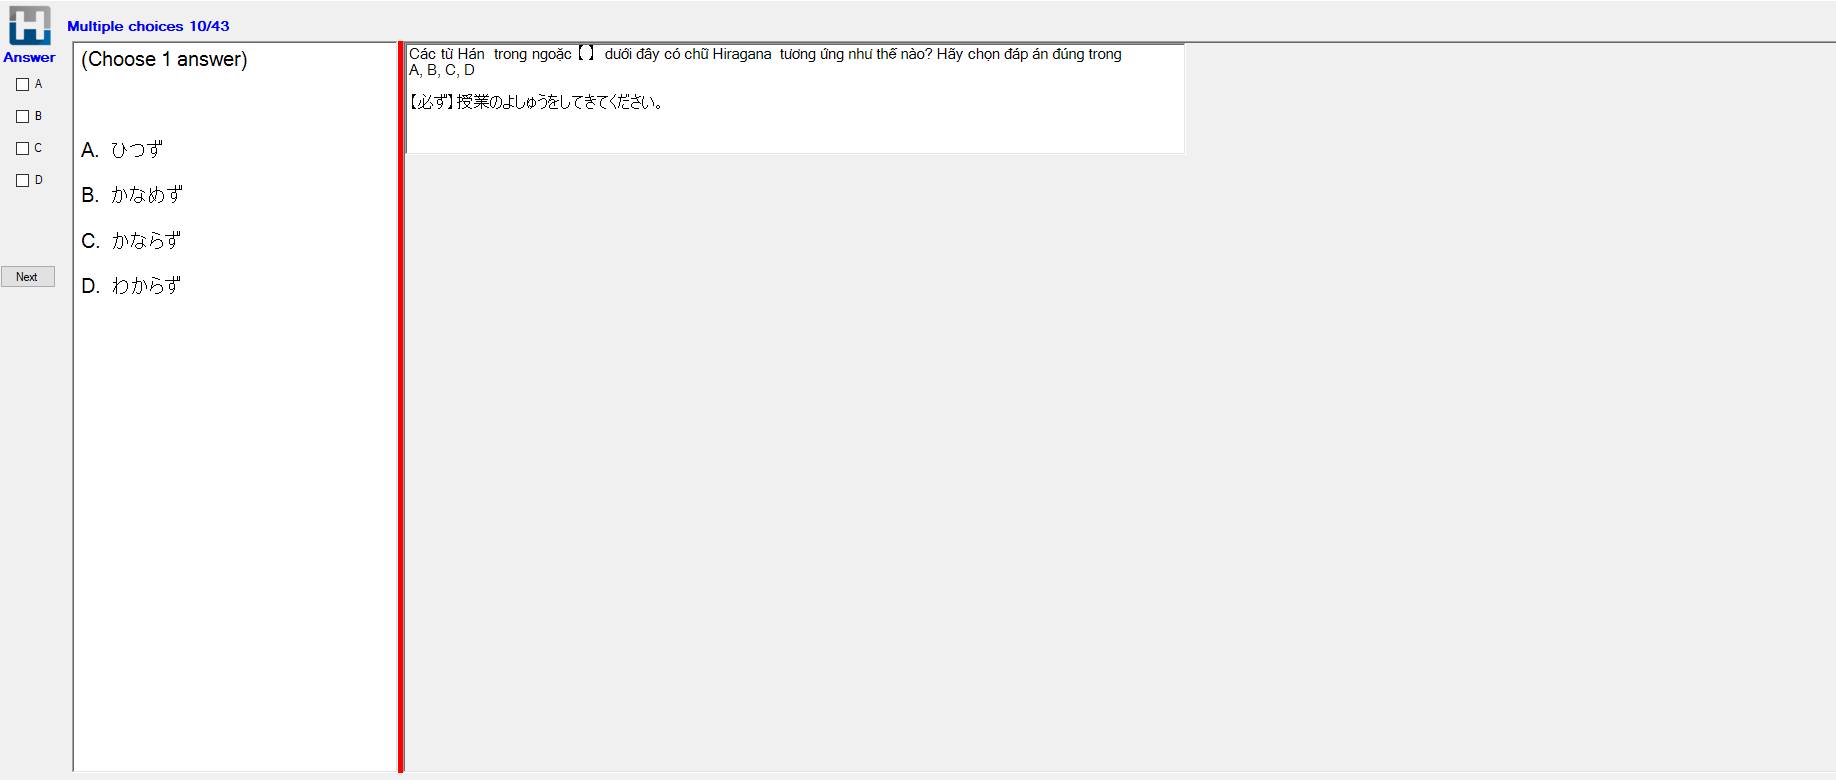 Multiple choices 10/43
Answer
A
B
C
D
Next
(Choose 1 answer)
A. ひつず
B. かなめず
C. かならず
D. わからず
Các từ Hán trong ngoặc【】 dưới đây có chữ Hiragana tương ứng như thế nào? Hãy chọn đáp án đúng trong
A, B, C, D
【必ず】授業のよしゅうをしてきてください。